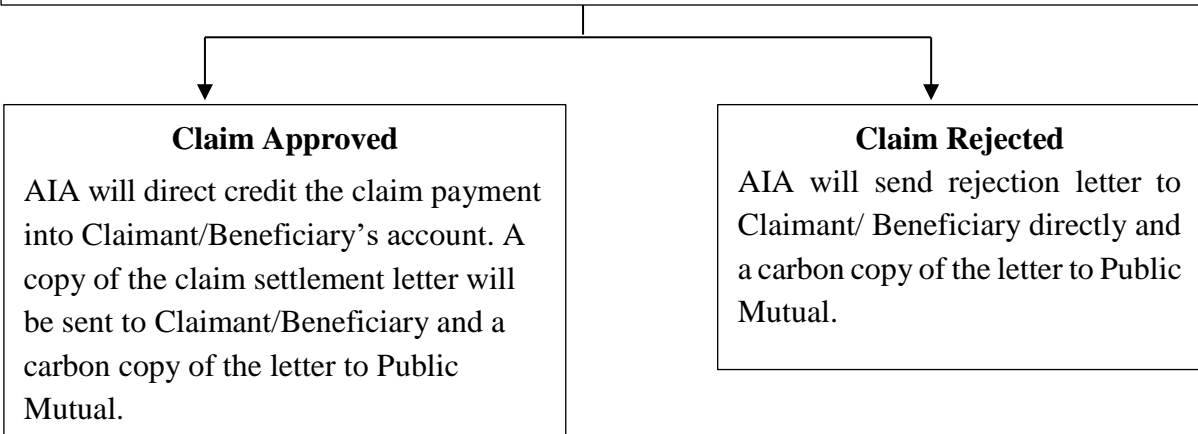 Claim Approved
AIA will direct credit the claim payment
into Claimant/Beneficiary's account. A
copy of the claim settlement letter will
be sent to Claimant/Beneficiary and a
carbon copy of the letter to Public
Mutual.
Claim Rejected
AIA will send rejection letter to
Claimant/ Beneficiary directly and
a carbon copy of the letter to Public
Mutual.